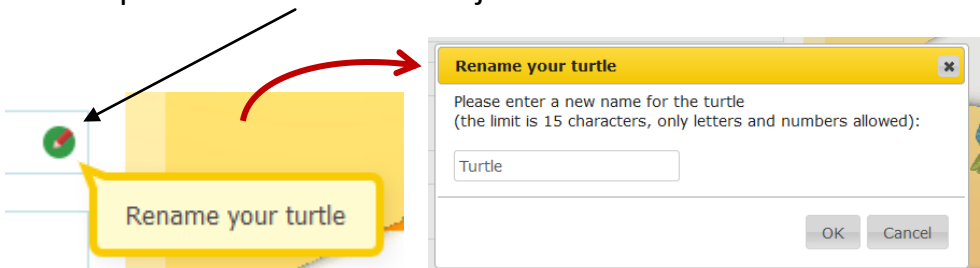 Rename your turtle
Rename your turtle
Please enter a new name for the turtle
(the limit is 15 characters, only letters and numbers allowed):
Turtle
OK Cancel